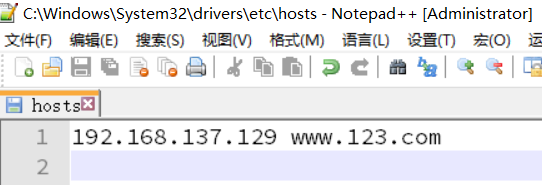 C:\Windows\System32\drivers\etc\hosts - Notepad++ [Administrator]
文件(F) 编辑(E) 搜索(S) 视图(V) 格式(M) 语言(L) 设置(T) 宏(O) 运
hosts
1 192.168.137.129 www.123.com
2